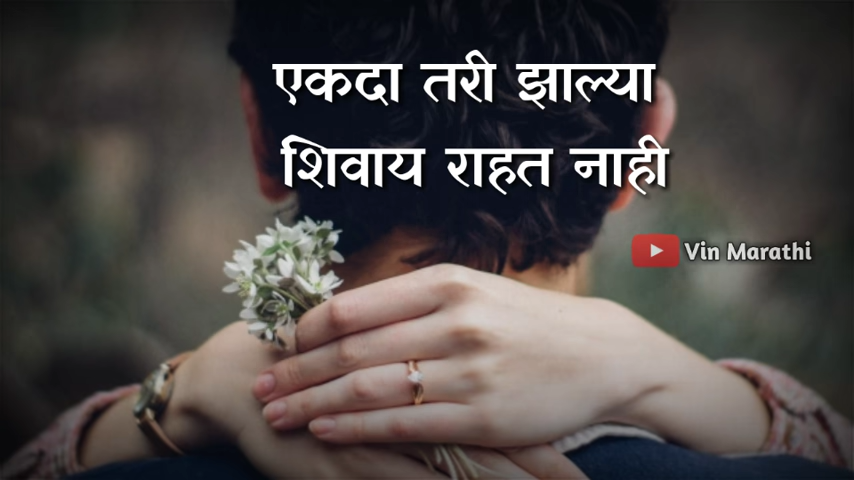 एकदा तरी झाल्या
शिवाय राहत नाही
Vin Marathi